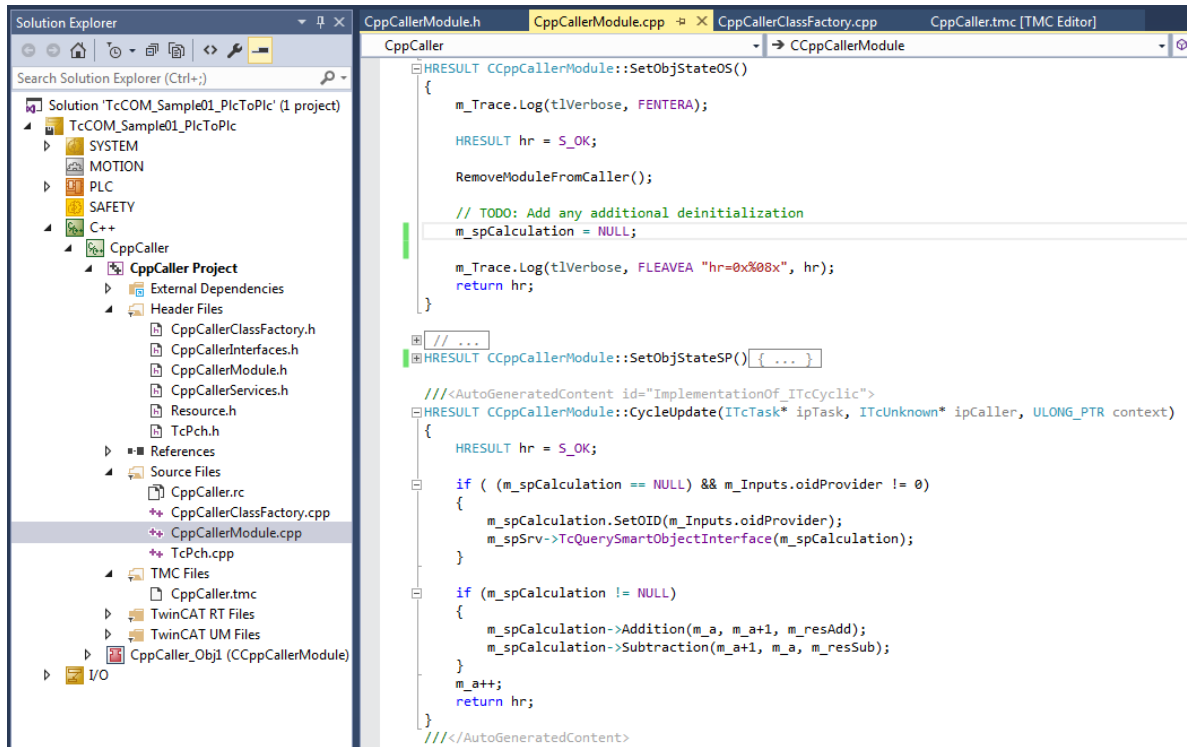 Solution Explorer
Search Solution Explorer (Ctrl+;)
Solution 'TcCOM_Sample01_PlcToPlc' (1 project)
TcCOM_Sample01_PlcToPlc
SYSTEM
MOTION
PLC
SAFETY
C++
CppCaller
CppCaller Project
External Dependencies
Header Files
CppCallerClassFactory.h
CppCallerInterfaces.h
CppCallerModule.h
CppCallerServices.h
Resource.h
TcPch.h
References
Source Files
CppCaller.rc
CppCallerClassFactory.cpp
CppCallerModule.cpp
TcPch.cpp
TMC Files
CppCaller.tmc
TwinCAT RT Files
TwinCAT UM Files
CppCaller_Obj1 (CCppCallerModule)
I/O
CppCallerModule.h CppCallerModule.cpp CppCallerClassFactory.cpp CppCaller.tmc [TMC Editor]
CppCaller CCppCallerModule
HRESULT CCppCallerModule::SetObjStateOS()
{
m_Trace.Log(tlVerbose, FENTERA);
HRESULT hr = S_OK;
RemoveModuleFromCaller();
// TODO: Add any additional deinitialization
m_spCalculation = NULL;
m_Trace.Log(tlVerbose, FLEAVEA "hr=0x%08x", hr);
return hr;
}
// ...
HRESULT CCppCallerModule::SetObjStateSP() { ... }
///<AutoGeneratedContent id="ImplementationOf_ITcCyclic">
HRESULT CCppCallerModule::CycleUpdate(ITcTask* ipTask, ITcUnknown* ipCaller, ULONG_PTR context)
{
HRESULT hr = S_OK;
if ( (m_spCalculation == NULL) && m_Inputs.oidProvider != 0)
{
m_spCalculation.SetOID(m_Inputs.oidProvider);
m_spSrv->TcQuerySmartObjectInterface(m_spCalculation);
}
if (m_spCalculation != NULL)
{
m_spCalculation->Addition(m_a, m_a+1, m_resAdd);
m_spCalculation->Subtraction(m_a+1, m_a, m_resSub);
}
m_a++;
return hr;
}
///</AutoGeneratedContent>